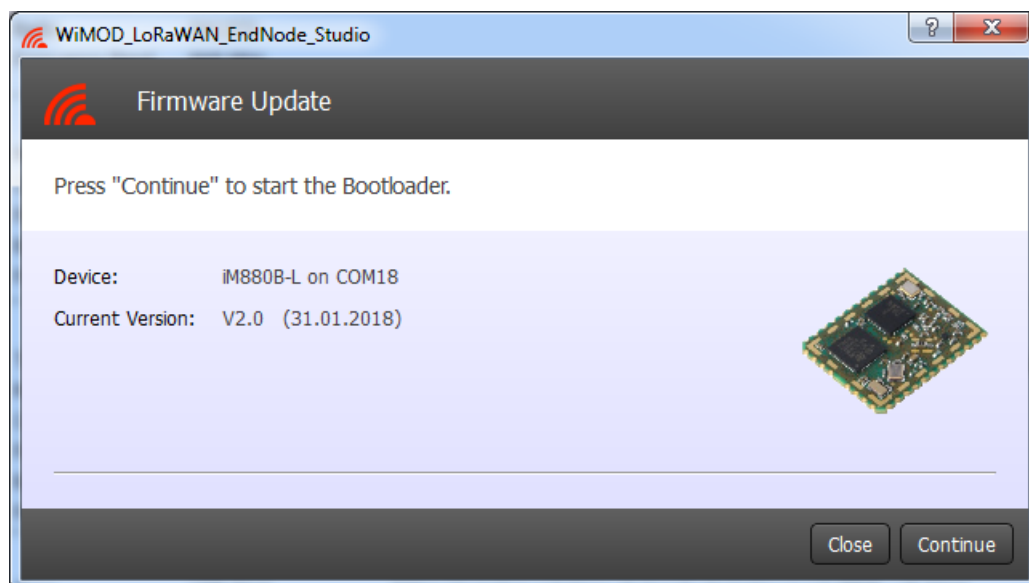 WiMOD_LoRaWAN_EndNode_Studio
?
X
Firmware Update
Press "Continue" to start the Bootloader.
Device: iM880B-L on COM18
Current Version: V2.0 (31.01.2018)
Close Continue